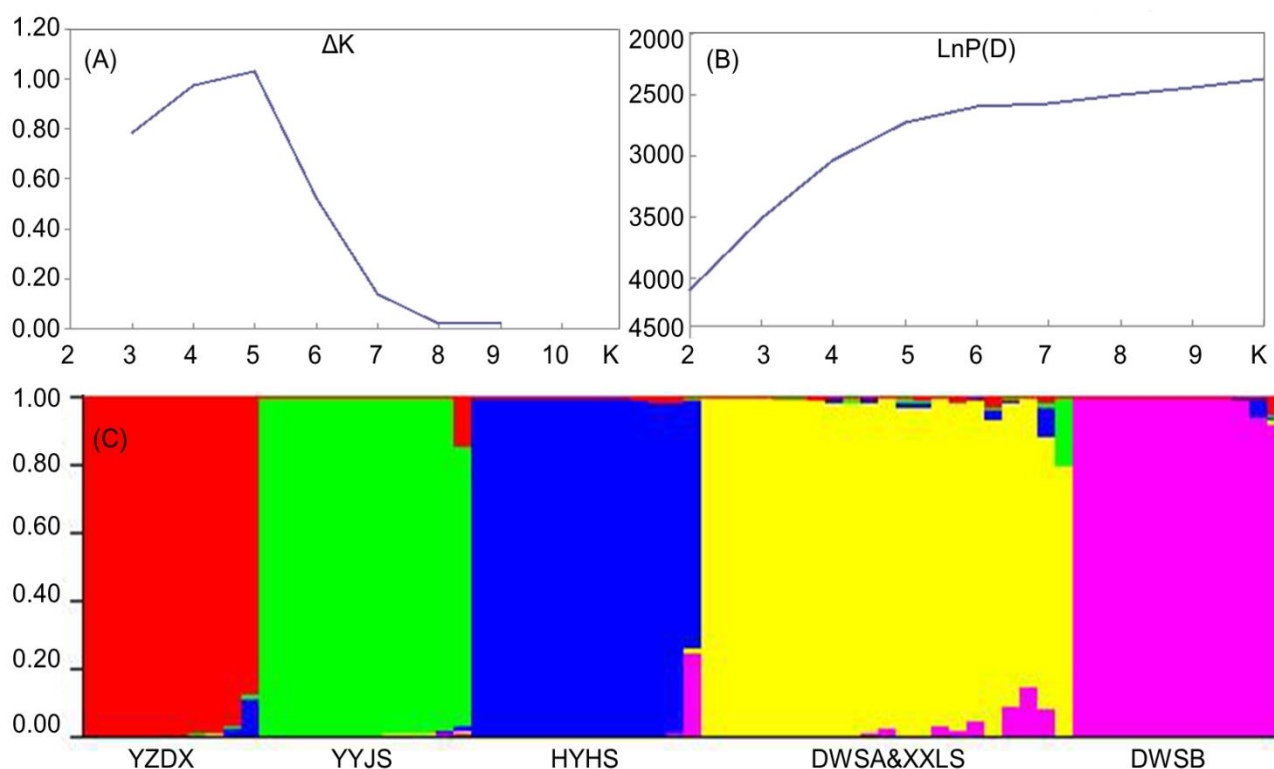 (A)
ΔK
1.20
1.00
0.80
0.60
0.40
0.20
0.00
2 3 4 5 6 7 8 9 10 K
(B)
LnP(D)
2000
2500
3000
3500
4000
4500
2 3 4 5 6 7 8 9 K
(C)
1.00
0.80
0.60
0.40
0.20
0.00
YZDX YYJS HYHS DWSA&XXLS DWSB